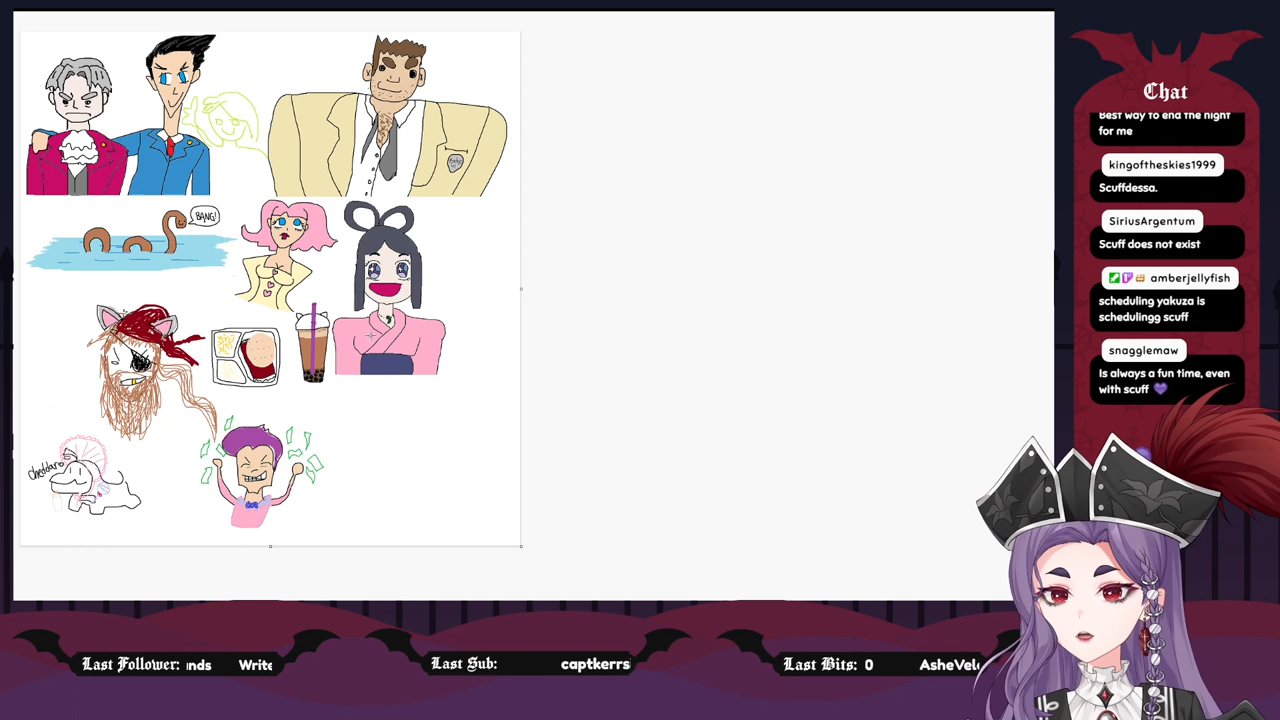 BANG!
cheddar
Chat
Best way to end the night
for me
kingoftheskies1999
Scuffdessa.
SiriusArgentum
Scuff does not exist
amberjellyfish
scheduling yakuza is
schedulingg scuff
snagglemaw
Is always a fun time, even
with scuff 💜
Last Follower: ınds Write
Last Sub: captkerrs
Last Bits: 0 AsheVel